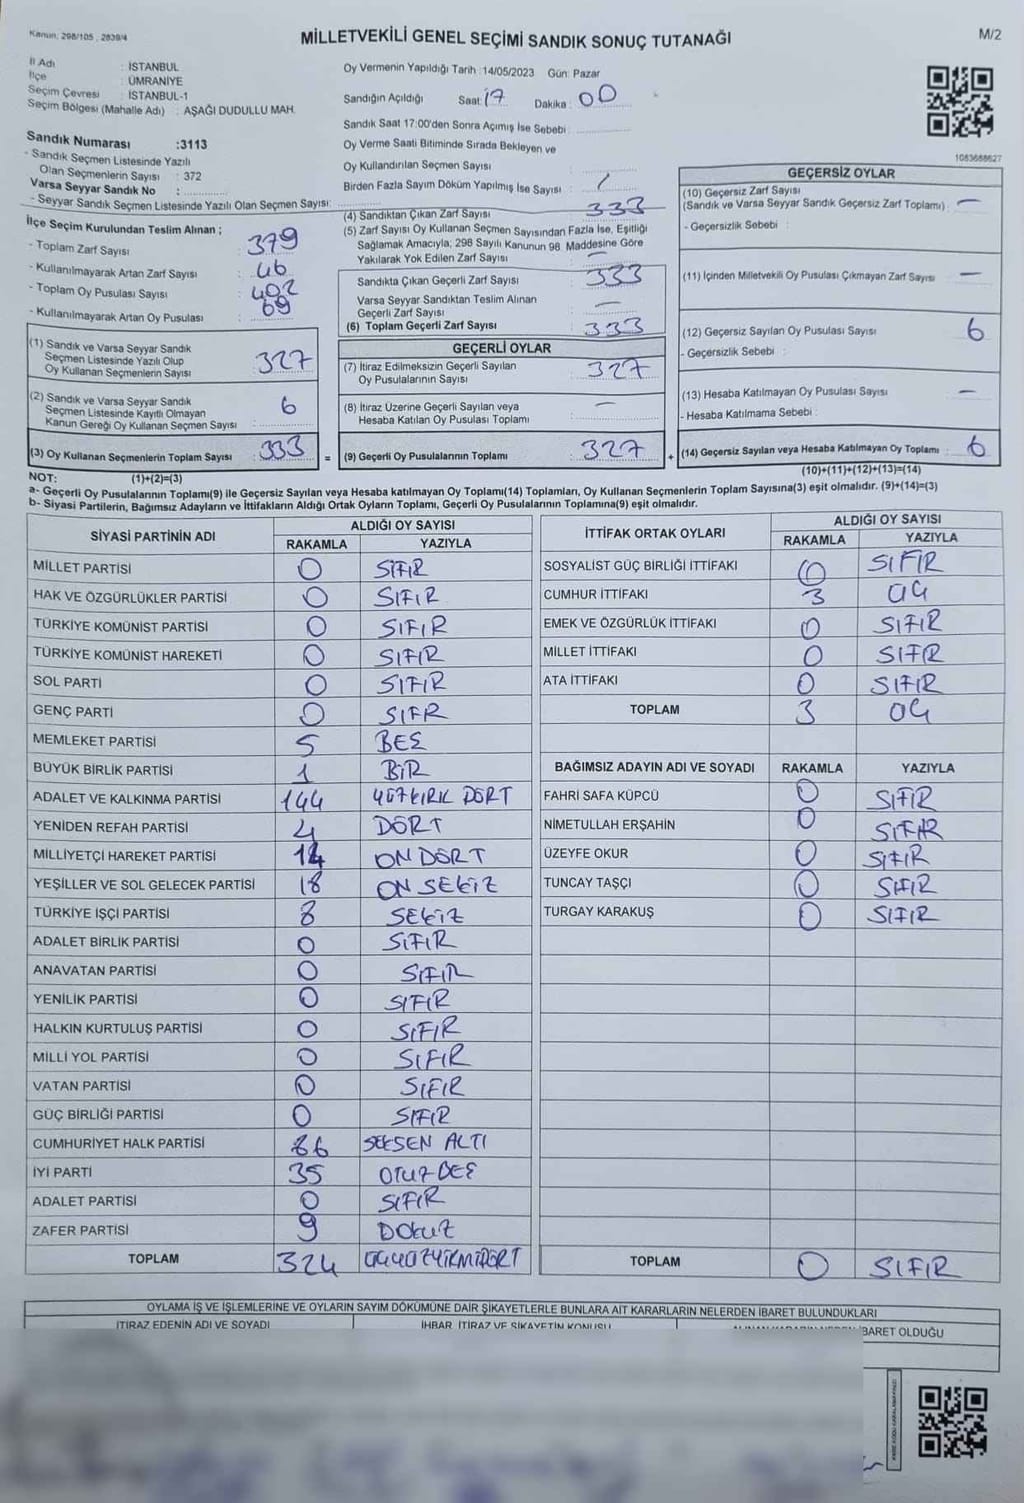 Kanun, 298/105 , 2839/4
MİLLETVEKİLİ GENEL SEÇİMİ SANDIK SONUÇ TUTANAĞI
M/2
İl Adı : İSTANBUL
İlçe : ÜMRANİYE
Seçim Çevresi : İSTANBUL-1
Seçim Bölgesi (Mahalle Adı) : AŞAĞI DUDULLU MAH.
Sandık Numarası :3113
- Sandık Seçmen Listesinde Yazılı
Olan Seçmenlerin Sayısı : 372
Varsa Seyyar Sandık No :
- Seyyar Sandık Seçmen Listesinde Yazılı Olan Seçmen Sayısı:
Oy Vermenin Yapıldığı Tarih :14/05/2023 Gün: Pazar
Sandığın Açıldığı Saat: 17 Dakika : 00
Sandık Saat 17:00'den Sonra Açımış İse Sebebi :
Oy Verme Saati Bitiminde Sırada Bekleyen ve
Oy Kullandırılan Seçmen Sayısı :
Birden Fazla Sayım Döküm Yapılmış İse Sayısı : /
1083688627
İlçe Seçim Kurulundan Teslim Alınan ;
- Toplam Zarf Sayısı : 379
- Kullanılmayarak Artan Zarf Sayısı : 46
- Toplam Oy Pusulası Sayısı : 402
- Kullanılmayarak Artan Oy Pusulası : 69
(1) Sandık ve Varsa Seyyar Sandık
Seçmen Listesinde Yazılı Olup
Oy Kullanan Seçmenlerin Sayısı : 327
(2) Sandık ve Varsa Seyyar Sandık
Seçmen Listesinde Kayıtlı Olmayan
Kanun Gereği Oy Kullanan Seçmen Sayısı : 6
(3) Oy Kullanan Seçmenlerin Toplam Sayısı : 333
(4) Sandıktan Çıkan Zarf Sayısı : 333
(5) Zarf Sayısı Oy Kullanan Seçmen Sayısından Fazla İse, Eşitliği
Sağlamak Amacıyla; 298 Sayılı Kanunun 98 Maddesine Göre
Yakılarak Yok Edilen Zarf Sayısı : —
Sandıkta Çıkan Geçerli Zarf Sayısı : 333
Varsa Seyyar Sandıktan Teslim Alınan
Geçerli Zarf Sayısı : —
(6) Toplam Geçerli Zarf Sayısı : 333
GEÇERLİ OYLAR
(7) İtiraz Edilmeksizin Geçerli Sayılan
Oy Pusulalarının Sayısı : 327
(8) İtiraz Üzerine Geçerli Sayılan veya
Hesaba Katılan Oy Pusulası Toplamı : —
= (9) Geçerli Oy Pusulalarının Toplamı : 327
GEÇERSİZ OYLAR
(10) Geçersiz Zarf Sayısı
(Sandık ve Varsa Seyyar Sandık Geçersiz Zarf Toplamı) : —
- Geçersizlik Sebebi :
(11) İçinden Milletvekili Oy Pusulası Çıkmayan Zarf Sayısı : —
(12) Geçersiz Sayılan Oy Pusulası Sayısı : 6
- Geçersizlik Sebebi :
(13) Hesaba Katılmayan Oy Pusulası Sayısı : —
- Hesaba Katılmama Sebebi :
+ (14) Geçersiz Sayılan veya Hesaba Katılmayan Oy Toplamı : 6
NOT: (1)+(2)=(3)
(10)+(11)+(12)+(13)=(14)
a- Geçerli Oy Pusulalarının Toplamı(9) ile Geçersiz Sayılan veya Hesaba katılmayan Oy Toplamı(14) Toplamları, Oy Kullanan Seçmenlerin Toplam Sayısına(3) eşit olmalıdır. (9)+(14)=(3)
b- Siyasi Partilerin, Bağımsız Adayların ve İttifakların Aldığı Ortak Oyların Toplamı, Geçerli Oy Pusulalarının Toplamına(9) eşit olmalıdır.
SİYASİ PARTİNİN ADI ALDIĞI OY SAYISI
RAKAMLA YAZIYLA
MİLLET PARTİSİ 0 SIFIR
HAK VE ÖZGÜRLÜKLER PARTİSİ 0 SIFIR
TÜRKİYE KOMÜNİST PARTİSİ 0 SIFIR
TÜRKİYE KOMÜNİST HAREKETİ 0 SIFIR
SOL PARTİ 0 SIFIR
GENÇ PARTİ 0 SIFR
MEMLEKET PARTİSİ 5 BEŞ
BÜYÜK BİRLİK PARTİSİ 1 BİR
ADALET VE KALKINMA PARTİSİ 144 YÜZKIRK DÖRT
YENİDEN REFAH PARTİSİ 4 DÖRT
MİLLİYETÇİ HAREKET PARTİSİ 14 ON DÖRT
YEŞİLLER VE SOL GELECEK PARTİSİ 18 ON SEKİZ
TÜRKİYE İŞÇİ PARTİSİ 8 SEKİZ
ADALET BİRLİK PARTİSİ 0 SIFIR
ANAVATAN PARTİSİ 0 SIFIR
YENİLİK PARTİSİ 0 SIFIR
HALKIN KURTULUŞ PARTİSİ 0 SIFIR
MİLLİ YOL PARTİSİ 0 SIFIR
VATAN PARTİSİ 0 SIFIR
GÜÇ BİRLİĞİ PARTİSİ 0 SIFIR
CUMHURİYET HALK PARTİSİ 86 SEKSEN ALTI
İYİ PARTİ 35 OTUZ BEŞ
ADALET PARTİSİ 0 SIFIR
ZAFER PARTİSİ 9 DOKUZ
TOPLAM 324 ÜÇYÜZYİRMİDÖRT
İTTİFAK ORTAK OYLARI ALDIĞI OY SAYISI
RAKAMLA YAZIYLA
SOSYALİST GÜÇ BİRLİĞİ İTTİFAKI 0 SIFIR
CUMHUR İTTİFAKI 3 ÜÇ
EMEK VE ÖZGÜRLÜK İTTİFAKI 0 SIFIR
MİLLET İTTİFAKI 0 SIFIR
ATA İTTİFAKI 0 SIFIR
TOPLAM 3 ÜÇ
BAĞIMSIZ ADAYIN ADI VE SOYADI RAKAMLA YAZIYLA
FAHRİ SAFA KÜPCÜ 0 SIFIR
NİMETULLAH ERŞAHİN 0 SIFIR
ÜZEYFE OKUR 0 SIFIR
TUNCAY TAŞÇI 0 SIFIR
TURGAY KARAKUŞ 0 SIFIR
TOPLAM 0 SIFIR
OYLAMA İŞ VE İŞLEMLERİNE VE OYLARIN SAYIM DÖKÜMÜNE DAİR ŞİKAYETLERLE BUNLARA AİT KARARLARIN NELERDEN İBARET BULUNDUKLARI
İTİRAZ EDENİN ADI VE SOYADI İHBAR İTİRAZ VE ŞİKAYETİN KONUSU İBARET OLDUĞU